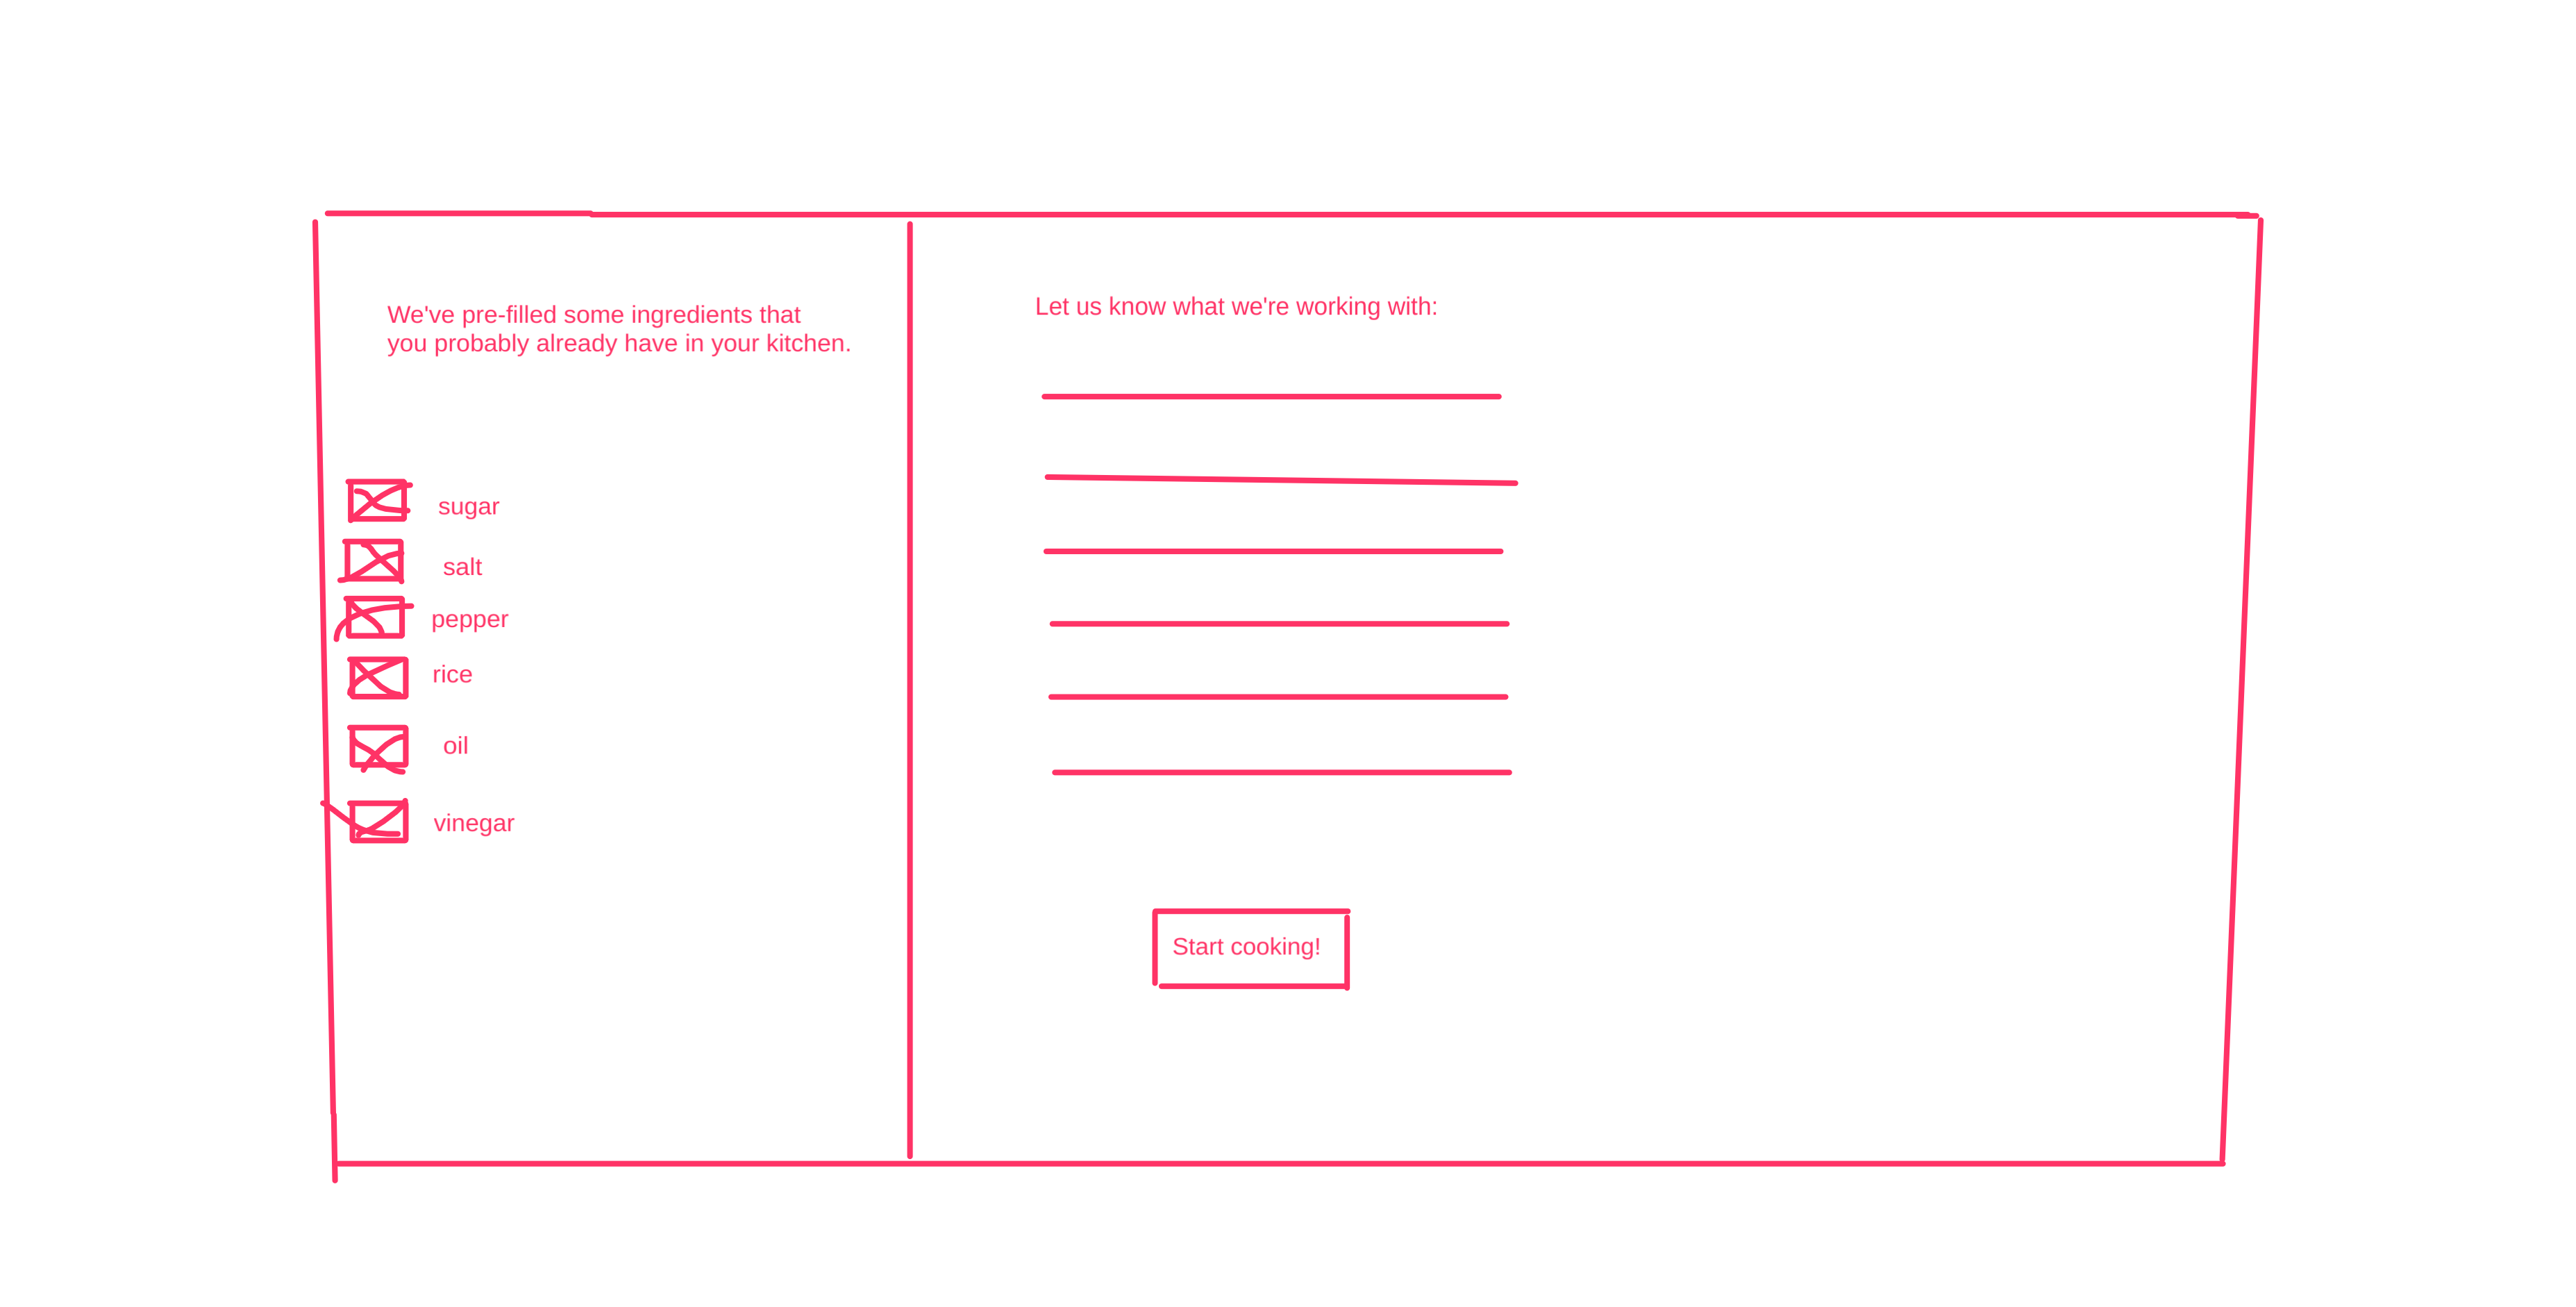 We've pre-filled some ingredients that
you probably already have in your kitchen.
sugar
salt
pepper
rice
oil
vinegar
Let us know what we're working with:
Start cooking!